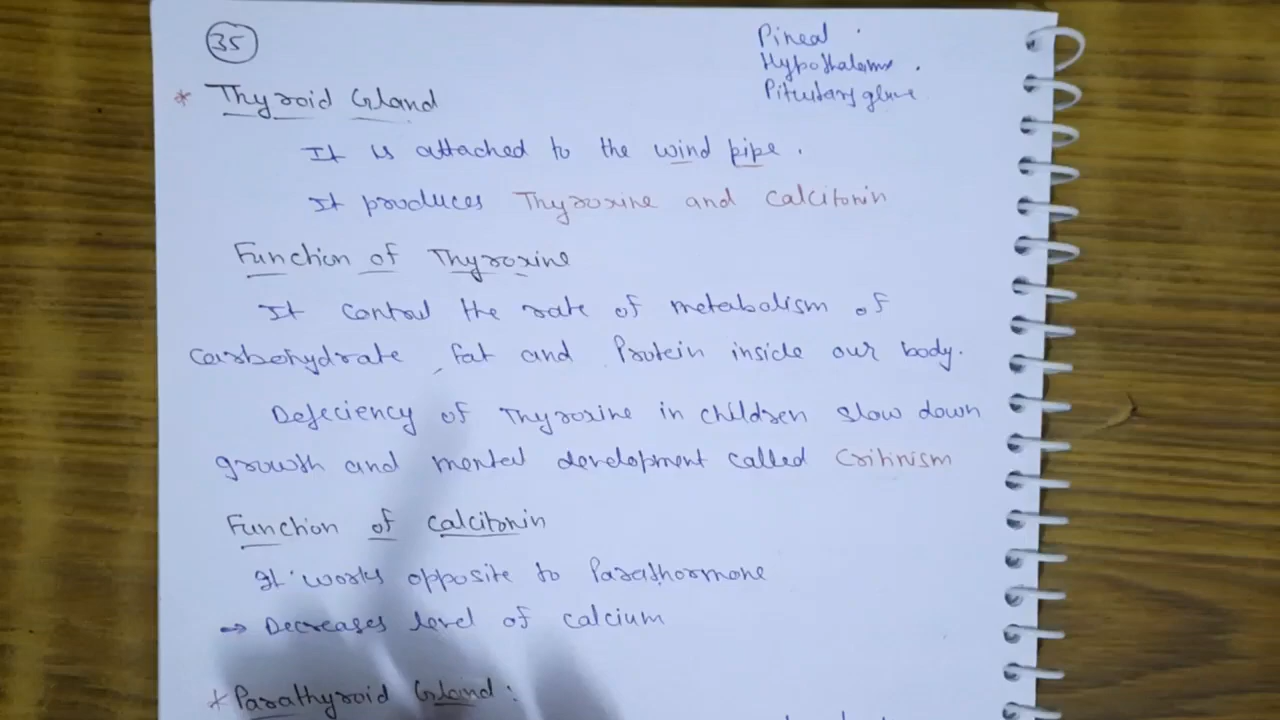 35
Pineal
Hypothalamus
Pituitary gland
* Thyroid Gland
It is attached to the wind pipe.
It produces Thyroxine and calcitonin
Function of Thyroxine
It control the rate of metabolism of
carbohydrate, fat and Protein inside our body.
Defeciency of Thyroxine in children slow down
growth and mental development called Critinism
Function of calcitonin
It works opposite to Parathormone
→ Decreases level of calcium
* Parathyroid Gland :